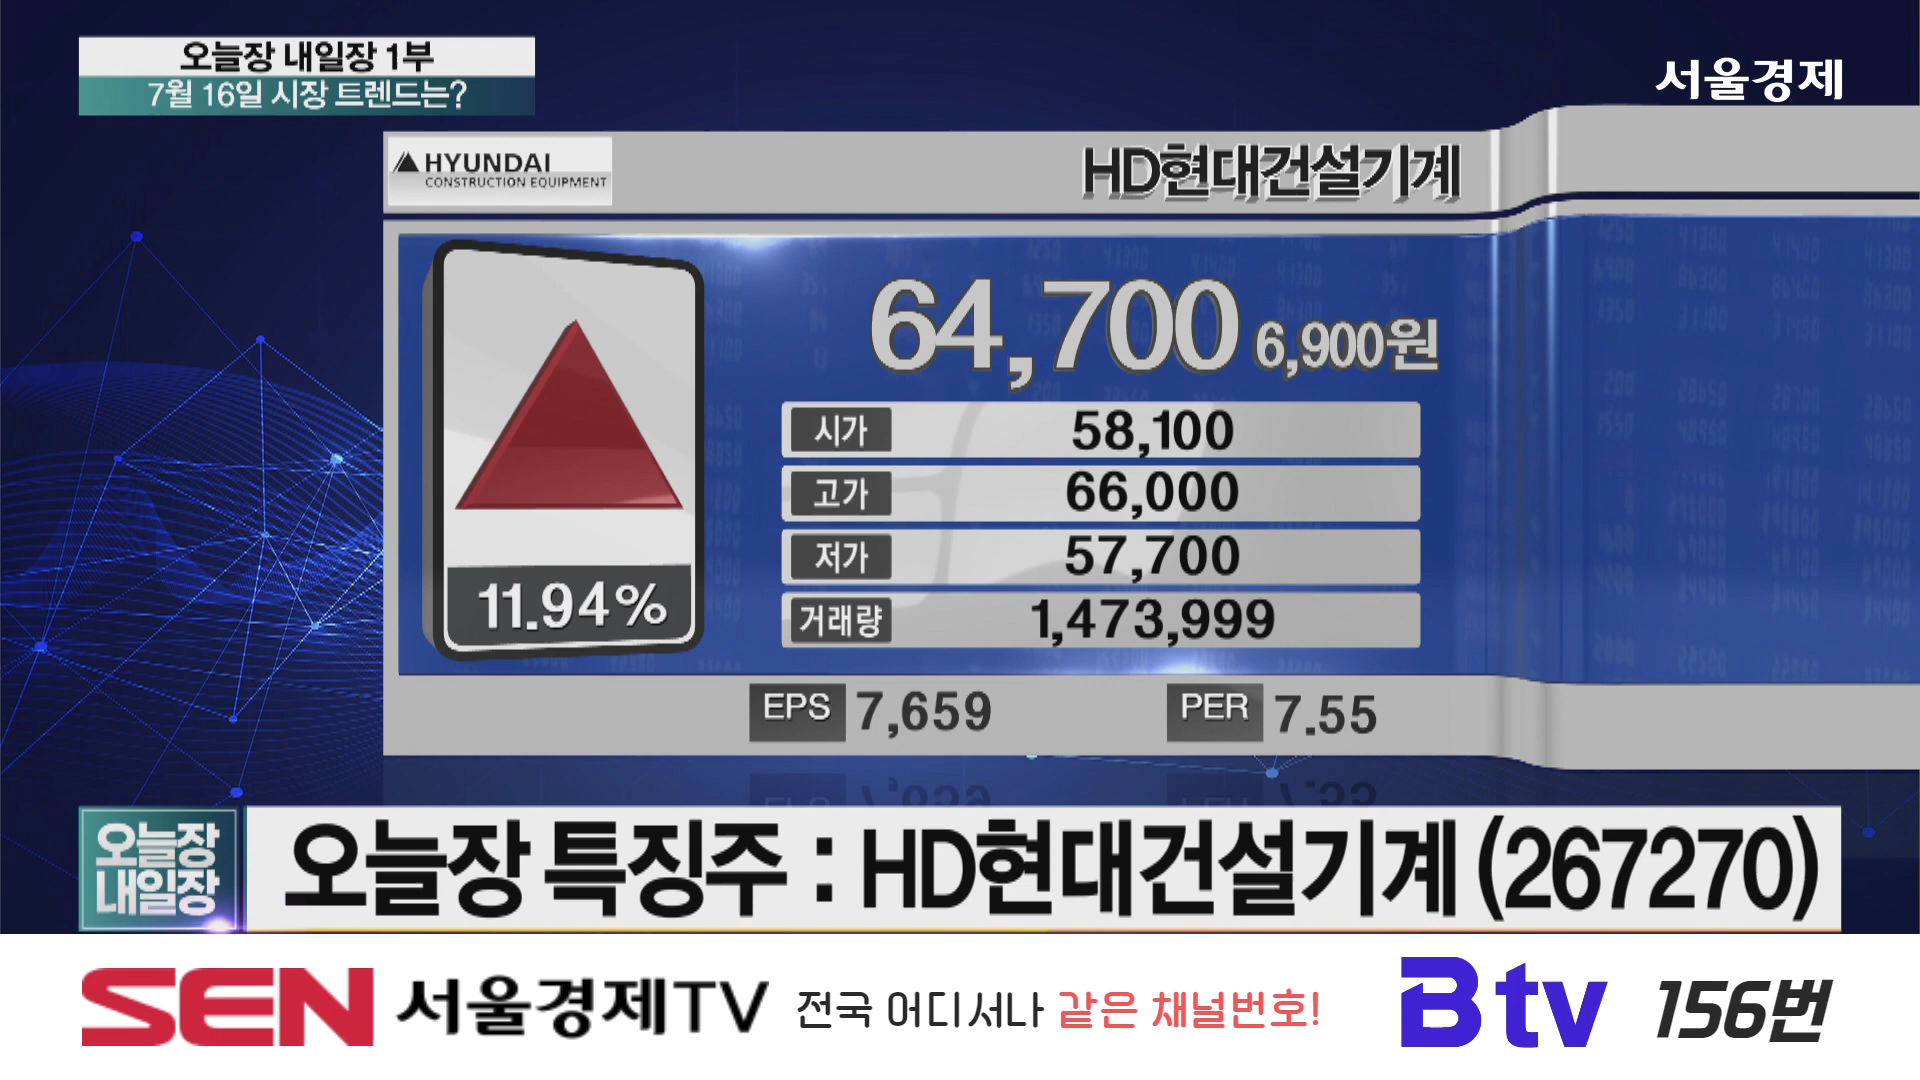 오늘장 내일장 1부
7월 16일 시장 트렌드는?
서울경제
HYUNDAI
CONSTRUCTION EQUIPMENT
HD현대건설기계
64,700 6,900원
시가 58,100
고가 66,000
저가 57,700
거래량 1,473,999
11.94%
EPS 7,659 PER 7.55
오늘장
내일장
오늘장 특징주 : HD현대건설기계 (267270)
SEN 서울경제TV 전국 어디서나 같은 채널번호! B tv 156번